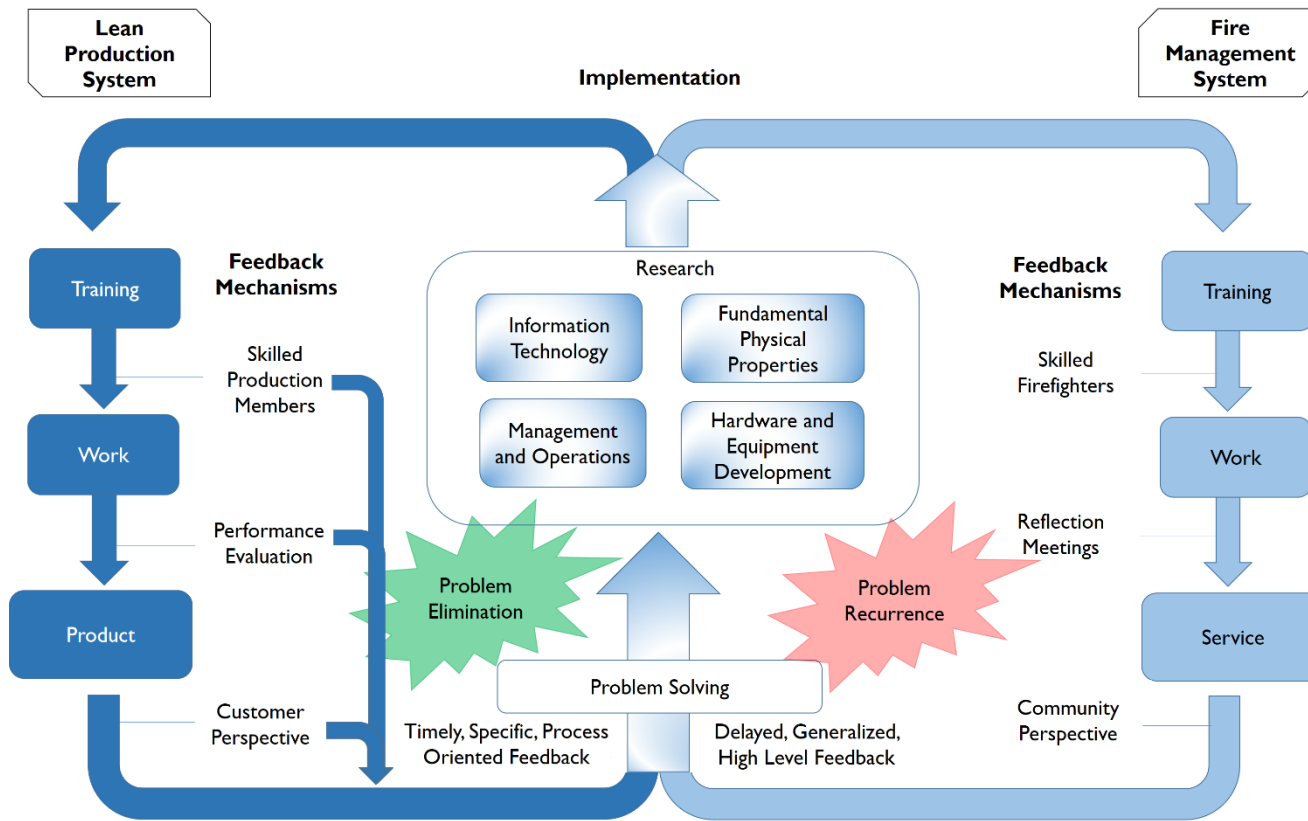 Lean
Production
System
Implementation
Fire
Management
System
Training
Feedback
Mechanisms
Skilled
Production
Members
Work
Performance
Evaluation
Product
Customer
Perspective
Research
Information
Technology
Fundamental
Physical
Properties
Management
and Operations
Hardware and
Equipment
Development
Problem
Elimination
Problem
Recurrence
Problem Solving
Timely, Specific, Process
Oriented Feedback
Delayed, Generalized,
High Level Feedback
Feedback
Mechanisms
Training
Skilled
Firefighters
Work
Reflection
Meetings
Service
Community
Perspective